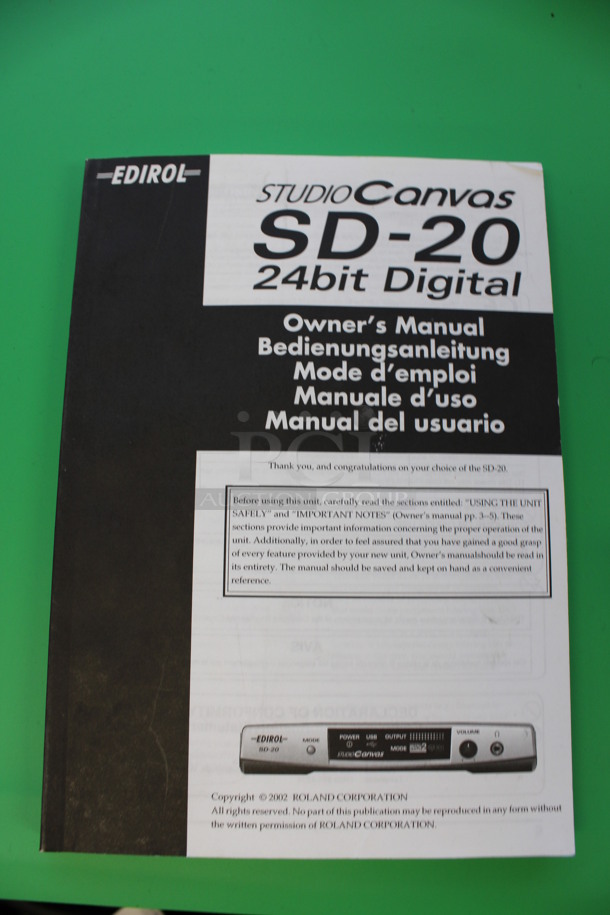 EDIROL
STUDIO Canvas
SD-20
24bit Digital
Owner's Manual
Bedienungsanleitung
Mode d'emploi
Manuale d'uso
Manual del usuario
PCI
AUCTION GROUP
Thank you, and congratulations on your choice of the SD-20.
Before using this unit, carefully read the sections entitled: "USING THE UNIT
SAFELY" and "IMPORTANT NOTES" (Owner's manual pp. 3–5). These
sections provide important information concerning the proper operation of the
unit. Additionally, in order to feel assured that you have gained a good grasp
of every feature provided by your new unit, Owner's manualshould be read in
its entirety. The manual should be saved and kept on hand as a convenient
reference.
EDIROL
SD-20
MODE
POWER USB OUTPUT
MODE
STUDIO Canvas
VOLUME
Copyright © 2002 ROLAND CORPORATION
All rights reserved. No part of this publication may be reproduced in any form without
the written permission of ROLAND CORPORATION.